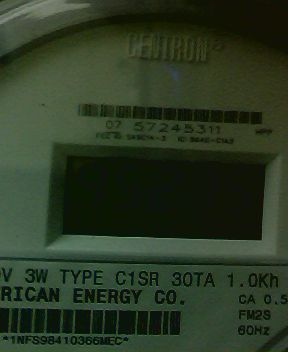 CENTRON
07 57245311
V 3W TYPE C1SR 30TA 1.0Kh
RICAN ENERGY CO.
CA 0.5
FM2S
60Hz
*1NFS98410366MEC*